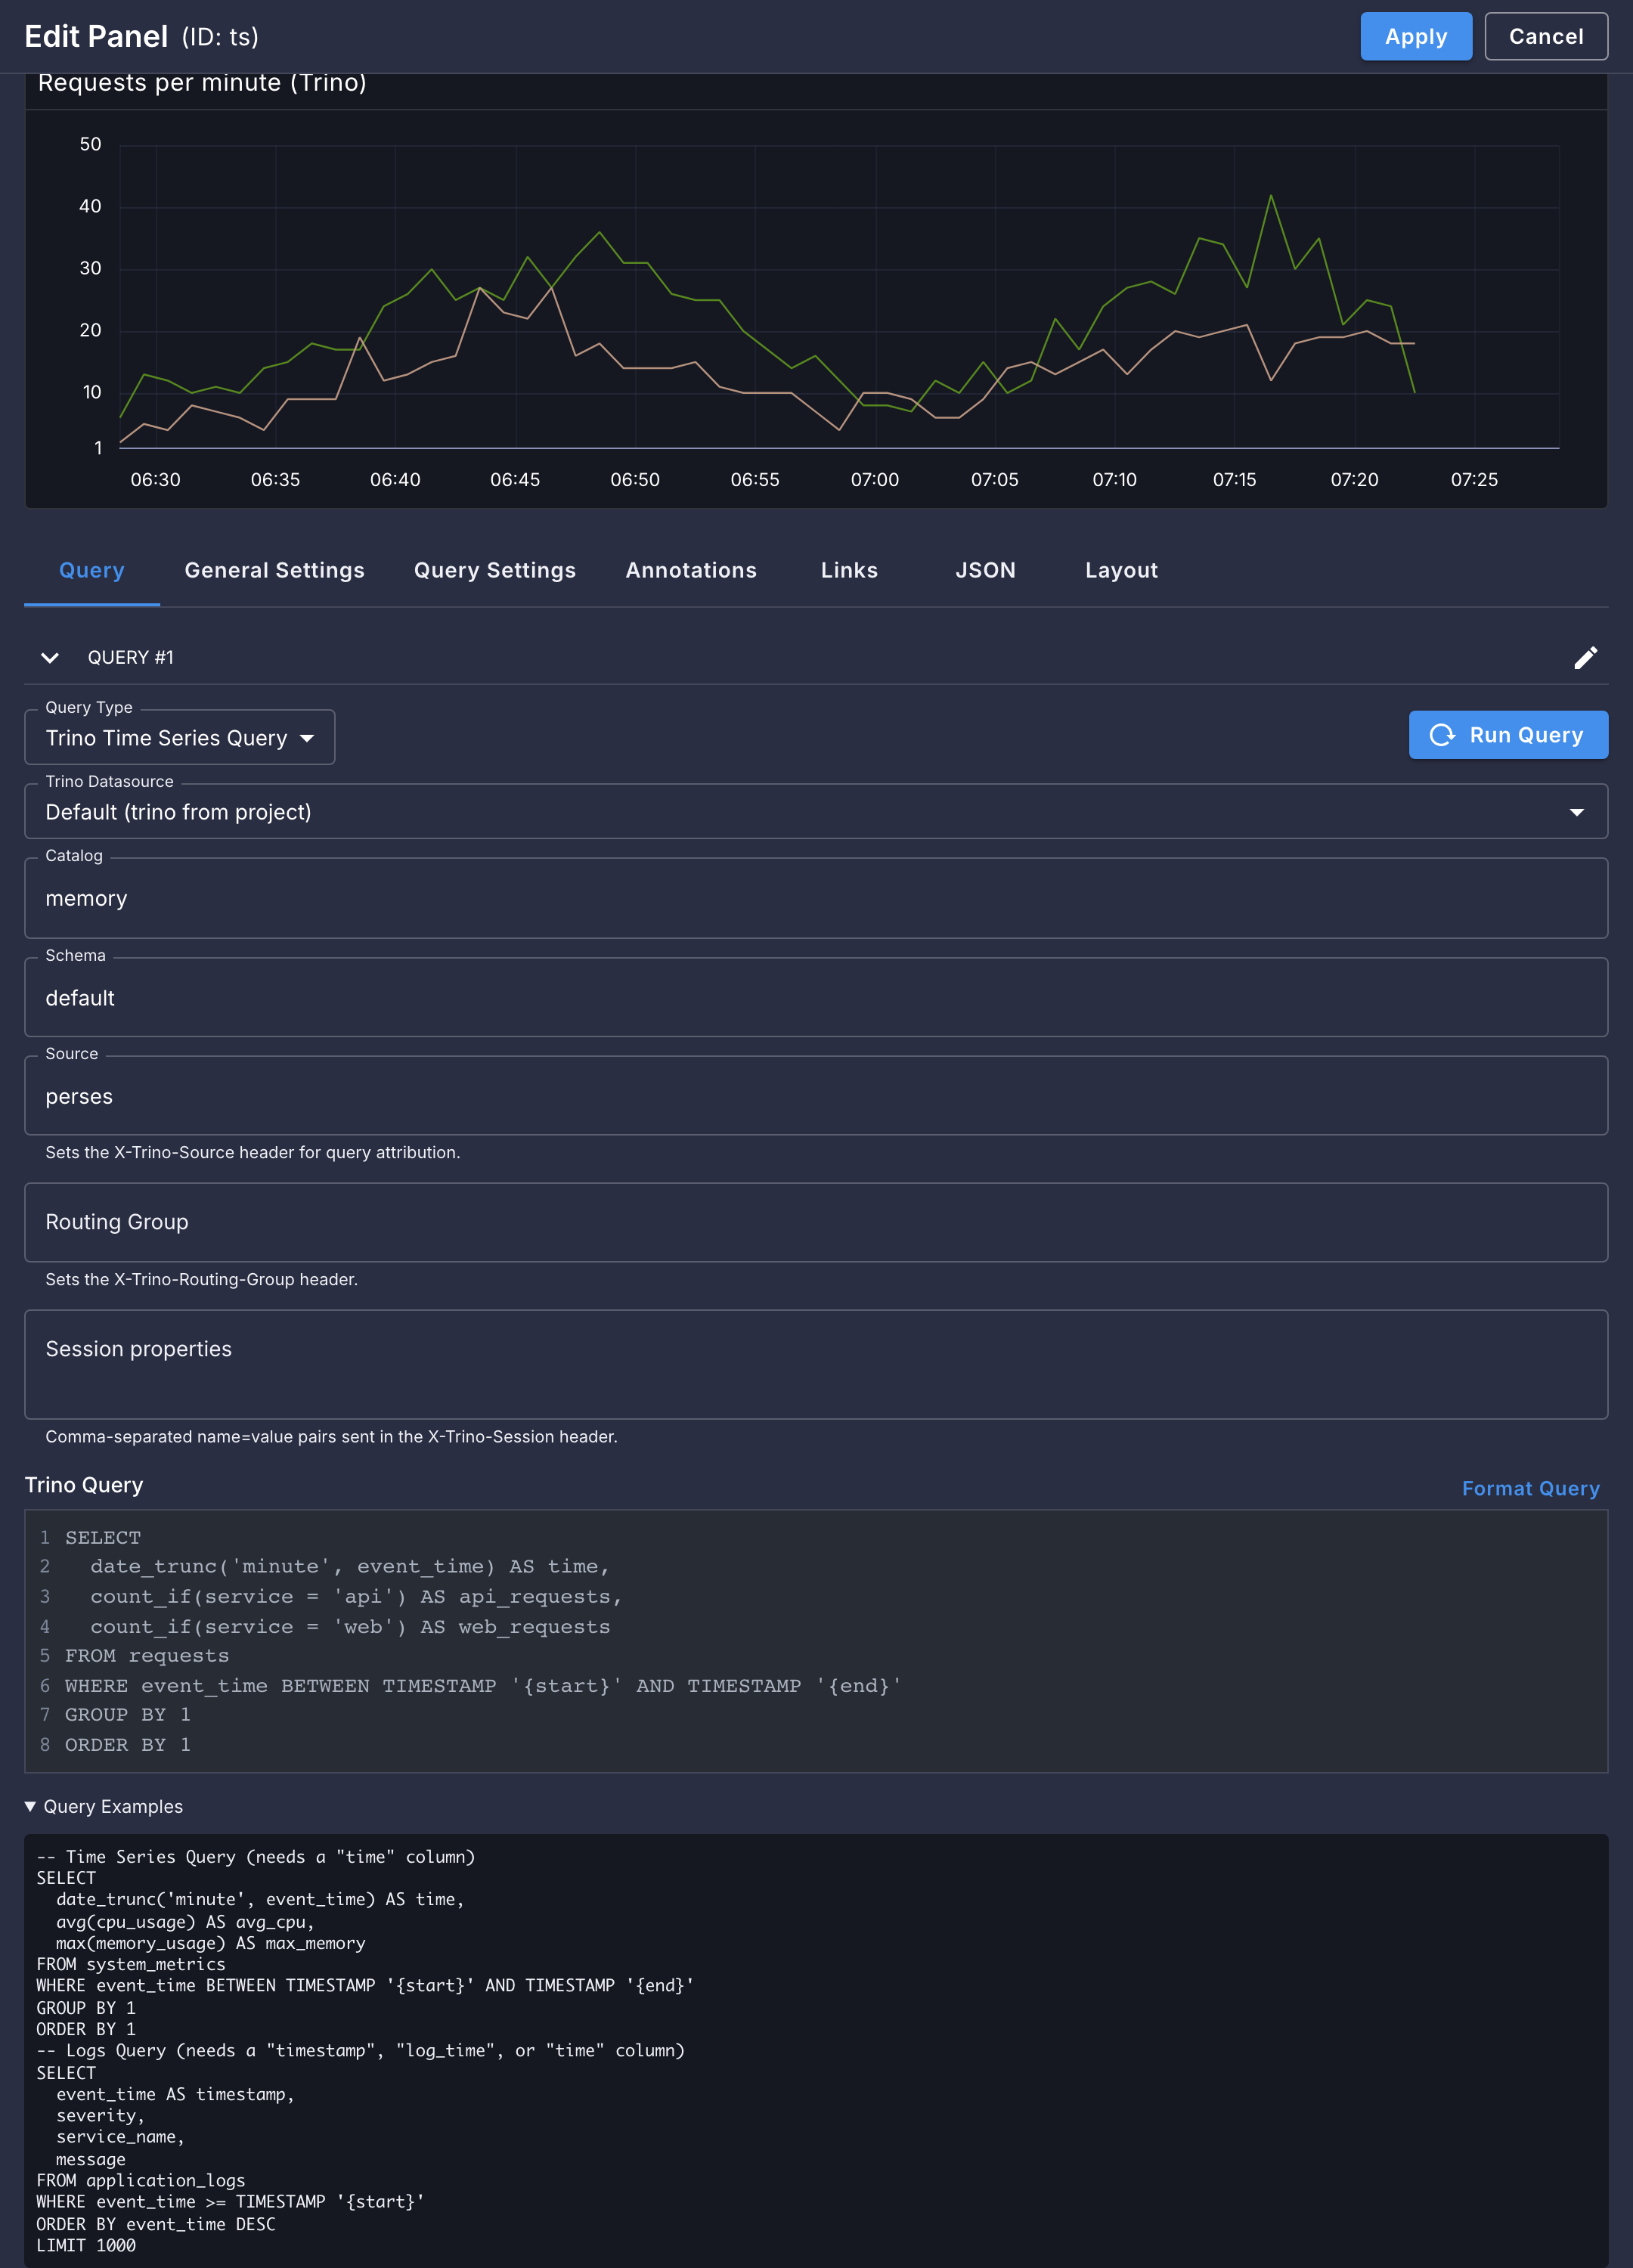 Edit Panel (ID: ts)
Apply
Cancel
Requests per minute (Trino)
50
40
30
20
10
1
06:30 06:35 06:40 06:45 06:50 06:55 07:00 07:05 07:10 07:15 07:20 07:25
Query General Settings Query Settings Annotations Links JSON Layout
QUERY #1
Query Type
Trino Time Series Query
Run Query
Trino Datasource
Default (trino from project)
Catalog
memory
Schema
default
Source
perses
Sets the X-Trino-Source header for query attribution.
Routing Group
Sets the X-Trino-Routing-Group header.
Session properties
Comma-separated name=value pairs sent in the X-Trino-Session header.
Trino Query
Format Query
1 SELECT
2   date_trunc('minute', event_time) AS time,
3   count_if(service = 'api') AS api_requests,
4   count_if(service = 'web') AS web_requests
5 FROM requests
6 WHERE event_time BETWEEN TIMESTAMP '{start}' AND TIMESTAMP '{end}'
7 GROUP BY 1
8 ORDER BY 1
Query Examples
-- Time Series Query (needs a "time" column)
SELECT
  date_trunc('minute', event_time) AS time,
  avg(cpu_usage) AS avg_cpu,
  max(memory_usage) AS max_memory
FROM system_metrics
WHERE event_time BETWEEN TIMESTAMP '{start}' AND TIMESTAMP '{end}'
GROUP BY 1
ORDER BY 1
-- Logs Query (needs a "timestamp", "log_time", or "time" column)
SELECT
  event_time AS timestamp,
  severity,
  service_name,
  message
FROM application_logs
WHERE event_time >= TIMESTAMP '{start}'
ORDER BY event_time DESC
LIMIT 1000